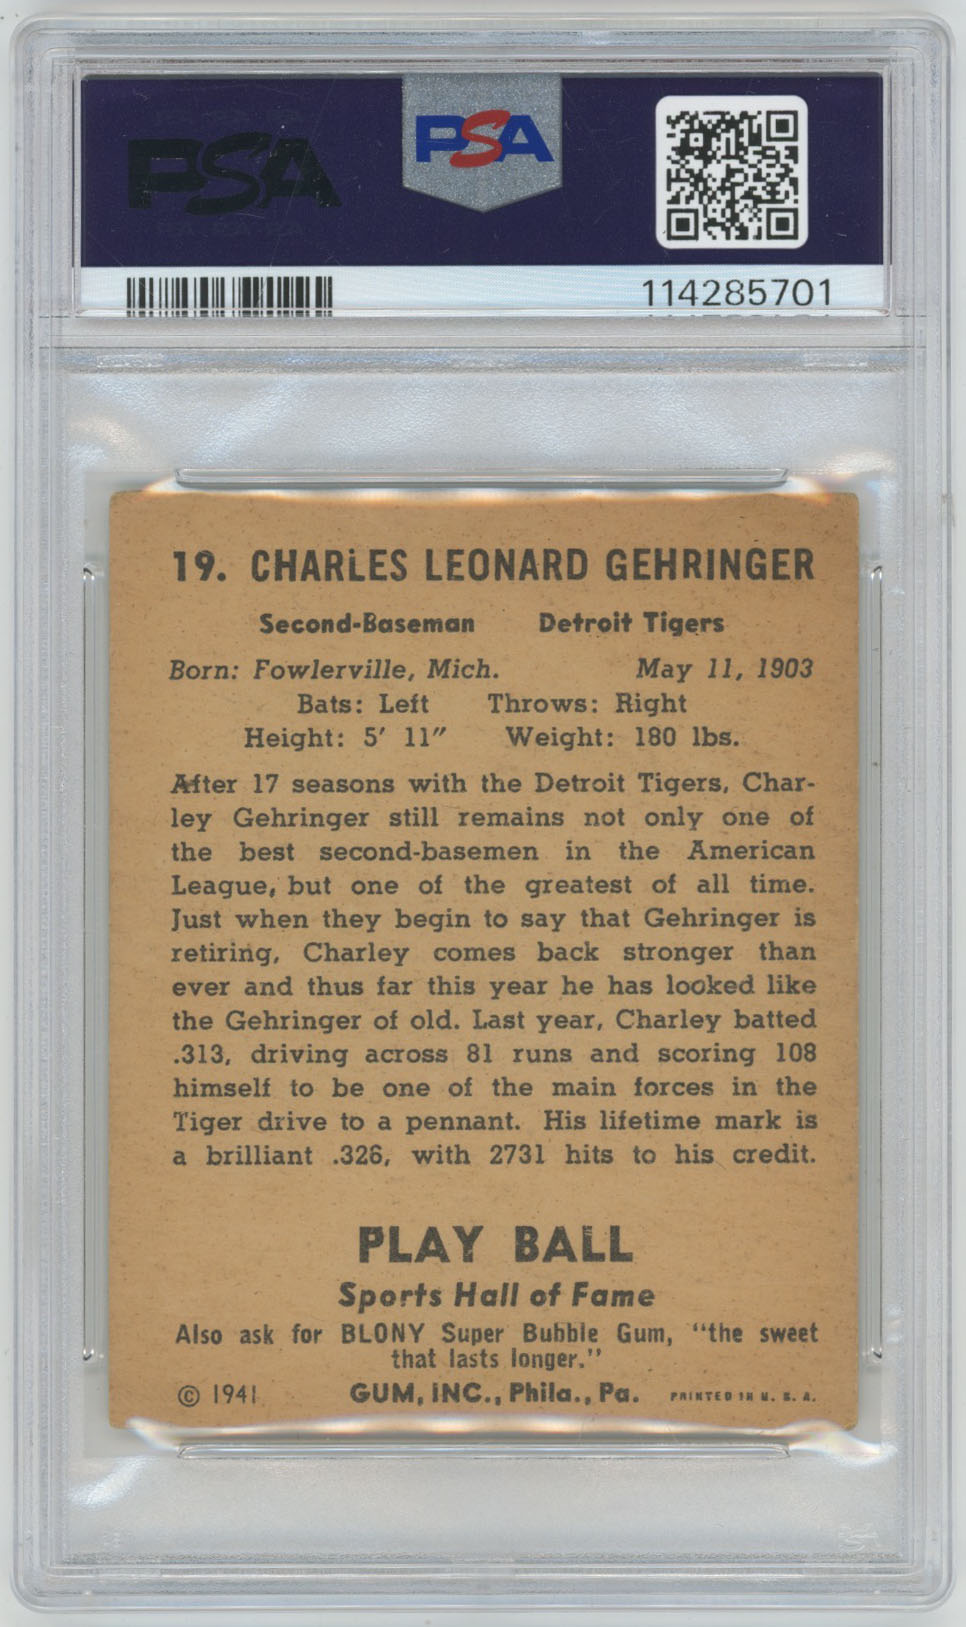 PSA
PSA
114285701
19. CHARLES LEONARD GEHRINGER
Second-Baseman Detroit Tigers
Born: Fowlerville, Mich. May 11, 1903
Bats: Left Throws: Right
Height: 5' 11" Weight: 180 lbs.
After 17 seasons with the Detroit Tigers, Char-
ley Gehringer still remains not only one of
the best second-basemen in the American
League, but one of the greatest of all time.
Just when they begin to say that Gehringer is
retiring, Charley comes back stronger than
ever and thus far this year he has looked like
the Gehringer of old. Last year, Charley batted
.313, driving across 81 runs and scoring 108
himself to be one of the main forces in the
Tiger drive to a pennant. His lifetime mark is
a brilliant .326, with 2731 hits to his credit.
PLAY BALL
Sports Hall of Fame
Also ask for BLONY Super Bubble Gum, "the sweet
that lasts longer."
© 1941 GUM, INC., Phila., Pa. PRINTED IN U. S. A.